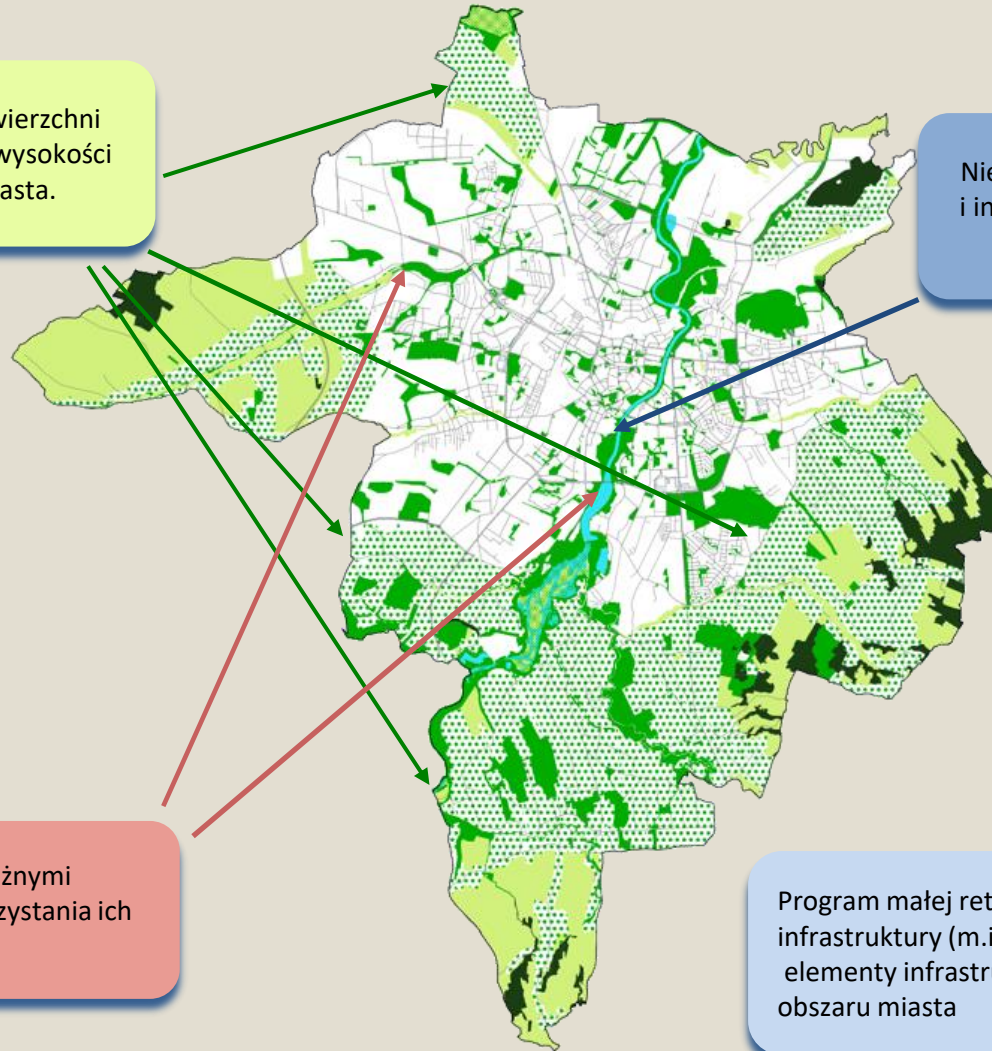 wierzchni
wysokości
asta.
Nie
i in
żnymi
zystania ich
Program małej ret
infrastruktury (m.i
elementy infrastr
obszaru miasta